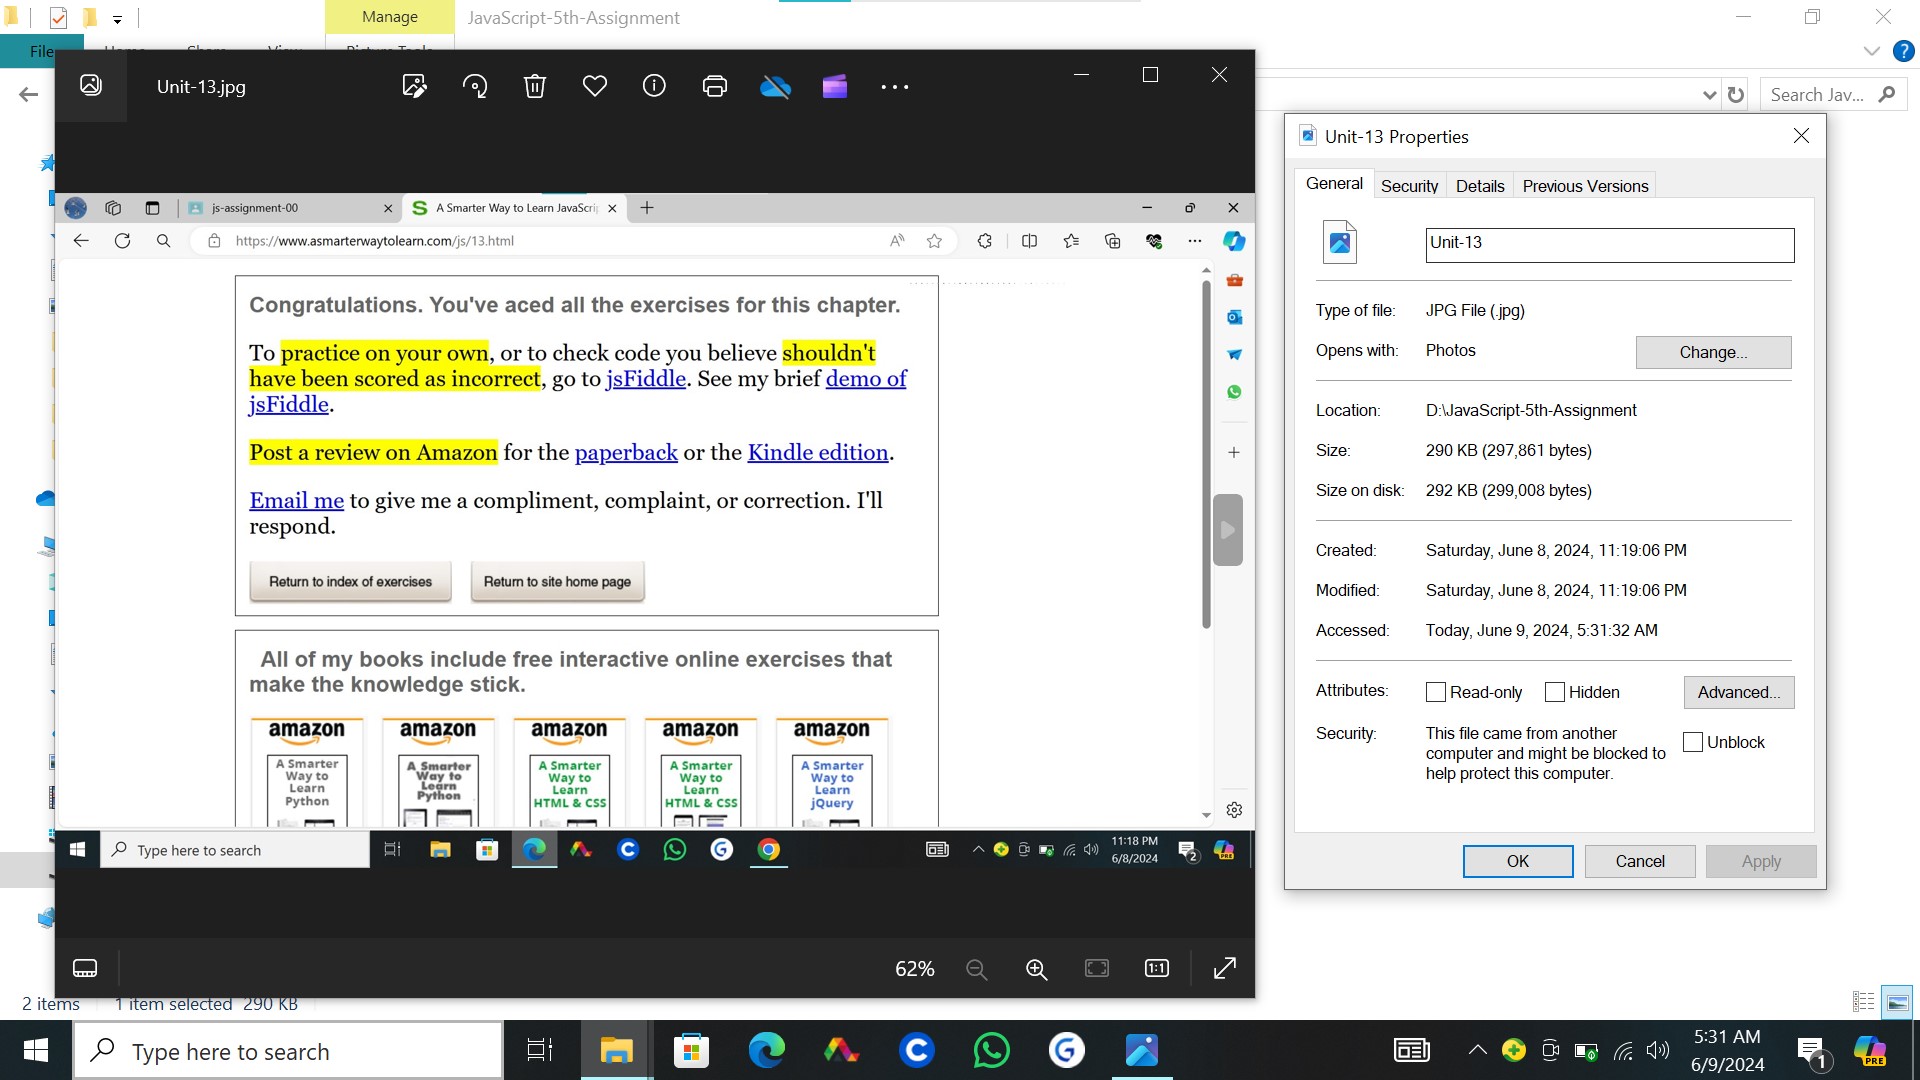 Manage
JavaScript-5th-Assignment
File
Search Jav...
Unit-13.jpg
js-assignment-00
A Smarter Way to Learn JavaScri
https://www.asmarterwaytolearn.com/js/13.html
Congratulations. You've aced all the exercises for this chapter.
To practice on your own, or to check code you believe shouldn't
have been scored as incorrect, go to jsFiddle. See my brief demo of
jsFiddle.
Post a review on Amazon for the paperback or the Kindle edition.
Email me to give me a compliment, complaint, or correction. I'll
respond.
Return to index of exercises
Return to site home page
All of my books include free interactive online exercises that
make the knowledge stick.
amazon amazon amazon amazon amazon
A Smarter
Way to
Learn
Python
A Smarter
Way to
Learn
Python
A Smarter
Way to
Learn
HTML & CSS
A Smarter
Way to
Learn
HTML & CSS
A Smarter
Way to
Learn
jQuery
Type here to search
11:18 PM
6/8/2024
2
PRE
62%
1:1
Unit-13 Properties
General Security Details Previous Versions
Unit-13
Type of file: JPG File (.jpg)
Opens with: Photos Change...
Location: D:\JavaScript-5th-Assignment
Size: 290 KB (297,861 bytes)
Size on disk: 292 KB (299,008 bytes)
Created: Saturday, June 8, 2024, 11:19:06 PM
Modified: Saturday, June 8, 2024, 11:19:06 PM
Accessed: Today, June 9, 2024, 5:31:32 AM
Attributes: Read-only Hidden Advanced...
Security: This file came from another
computer and might be blocked to
help protect this computer.
Unblock
OK Cancel Apply
2 items 1 item selected 290 KB
Type here to search
5:31 AM
6/9/2024
1
PRE